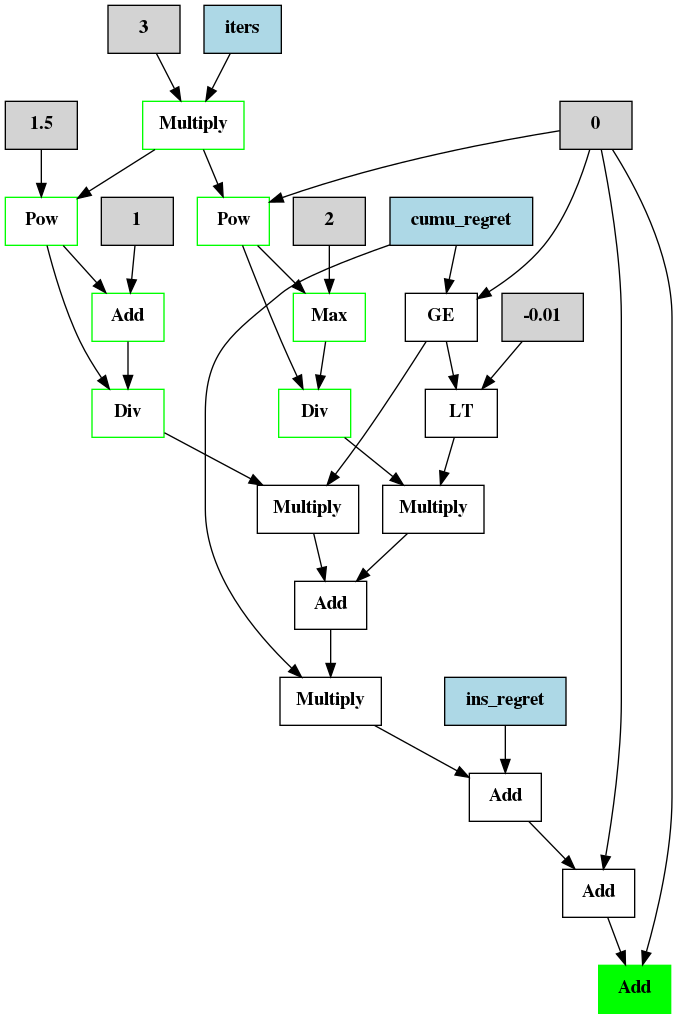 3
iters
1.5
Multiply
0
Pow
1
Pow
2
cumu_regret
Add
Max
GE
-0.01
Div
Div
LT
Multiply
Multiply
Add
Multiply
ins_regret
Add
Add
Add